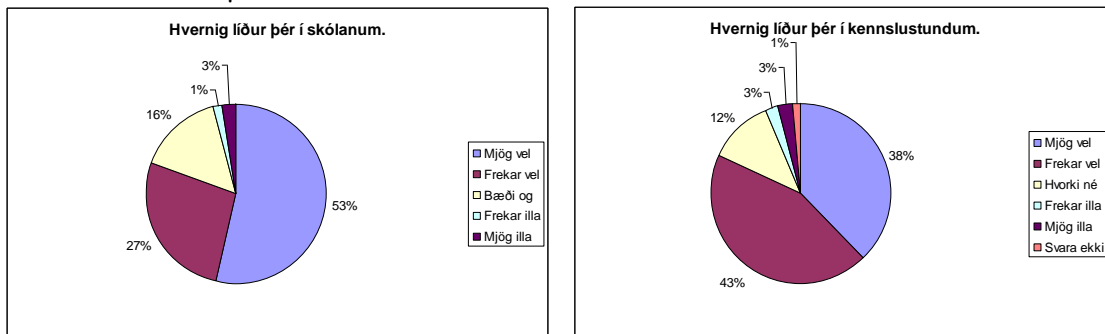 Hvernig líður þér í skólanum.
3%
1%
16%
53%
27%
Mjög vel
Frekar vel
Bæði og
Frekar illa
Mjög illa
Hvernig líður þér í kennslustundum.
1%
3%
3%
12%
38%
43%
Mjög vel
Frekar vel
Hvorki né
Frekar illa
Mjög illa
Svara ekki